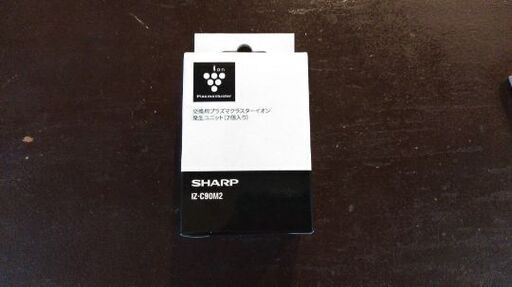 ion
Plasmacluster
交換用プラズマクラスターイオン
発生ユニット(2個入り)
SHARP
IZ-C90M2